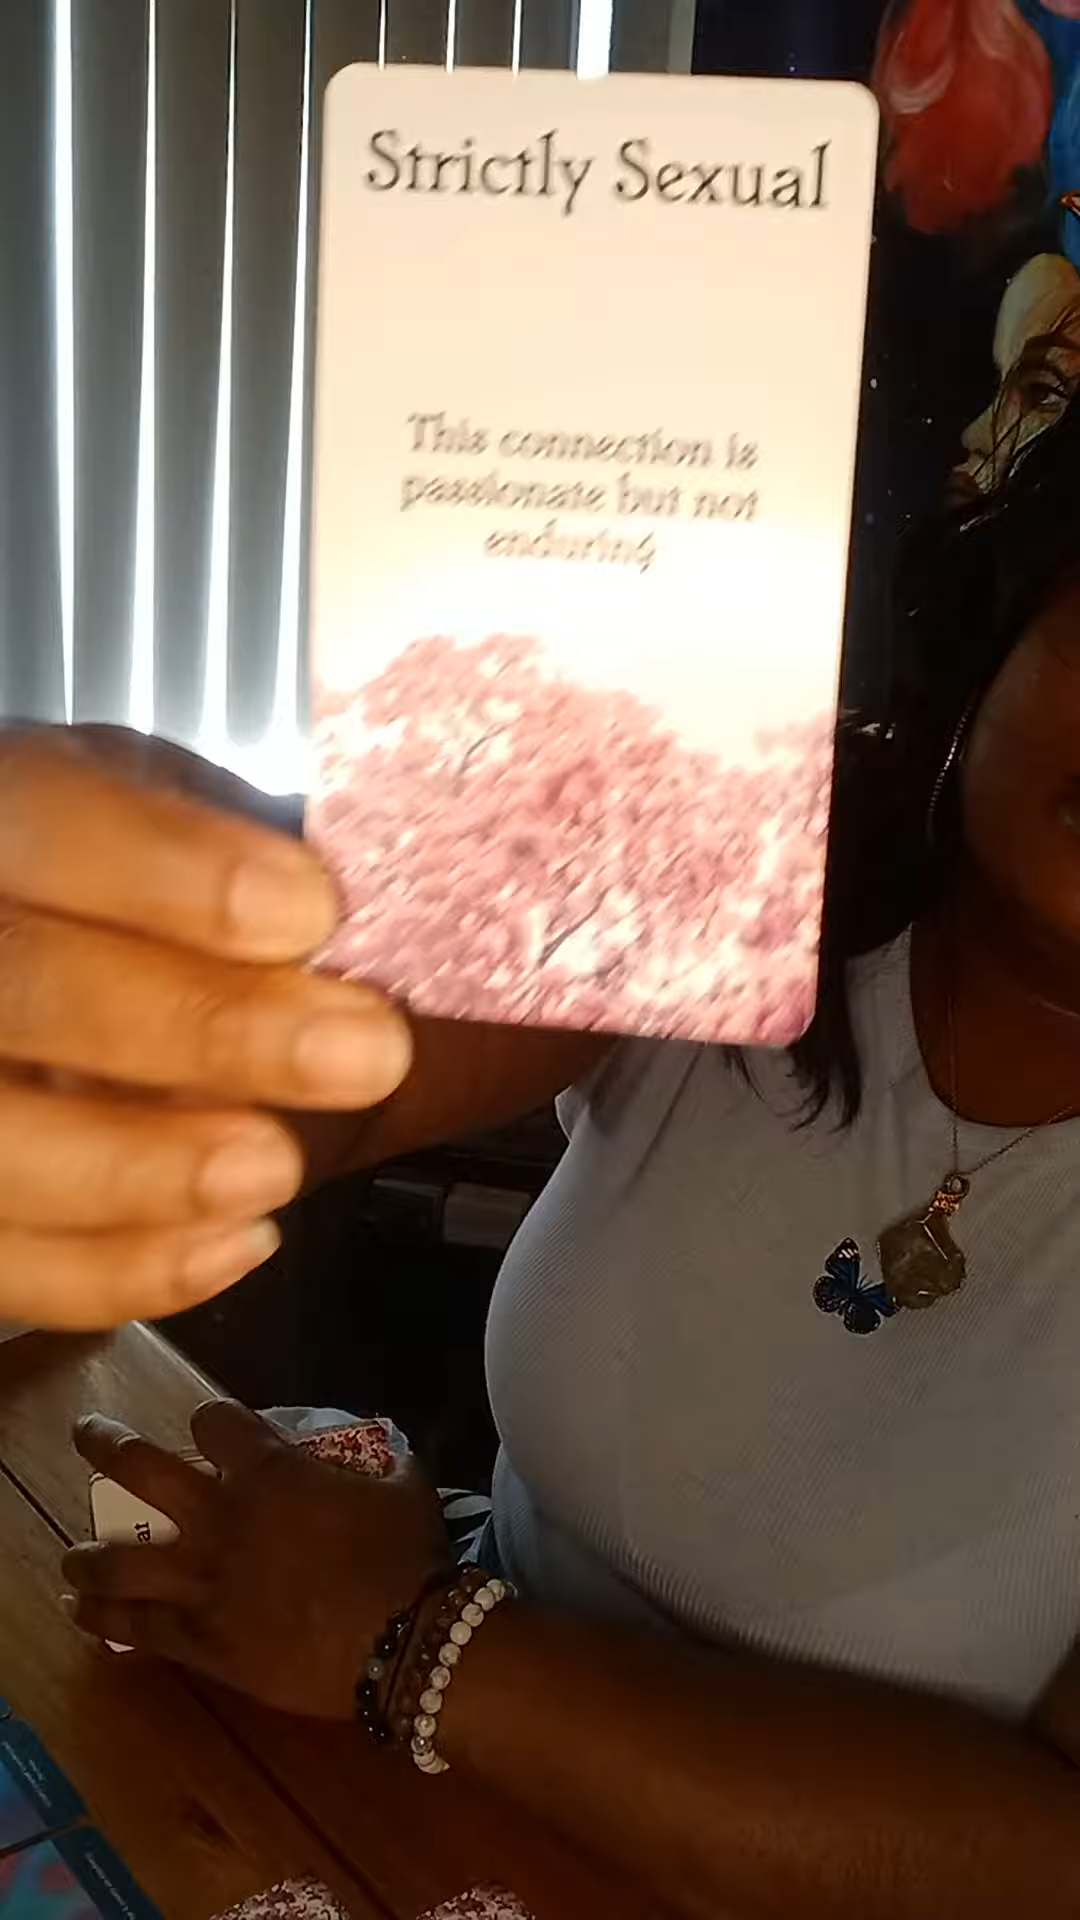 Strictly Sexual
This connection is
passionate but not
enduring